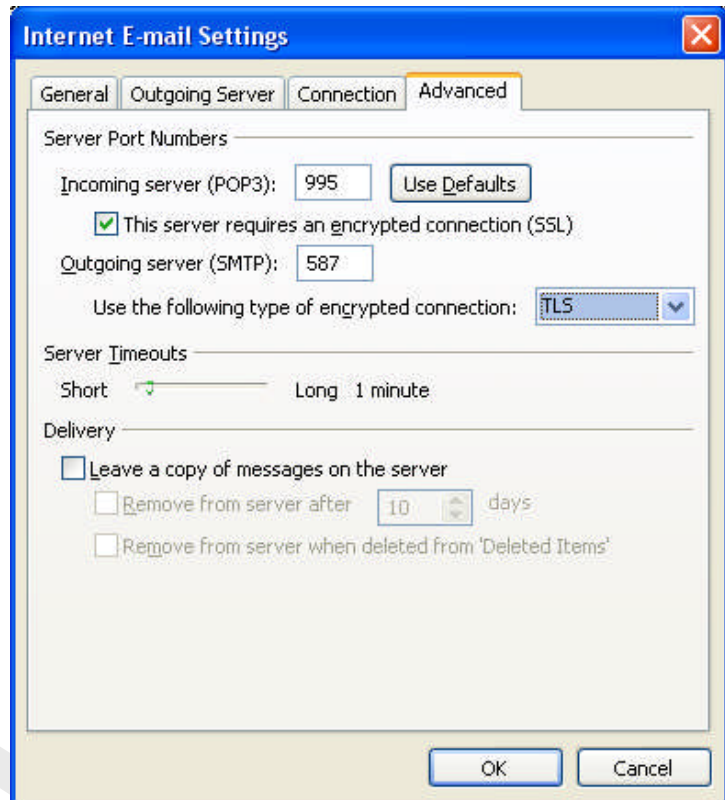 Internet E-mail Settings
General Outgoing Server Connection Advanced
Server Port Numbers
Incoming server (POP3): 995 Use Defaults
This server requires an encrypted connection (SSL)
Outgoing server (SMTP): 587
Use the following type of encrypted connection: TLS
Server Timeouts
Short Long 1 minute
Delivery
Leave a copy of messages on the server
Remove from server after 10 days
Remove from server when deleted from 'Deleted Items'
OK Cancel